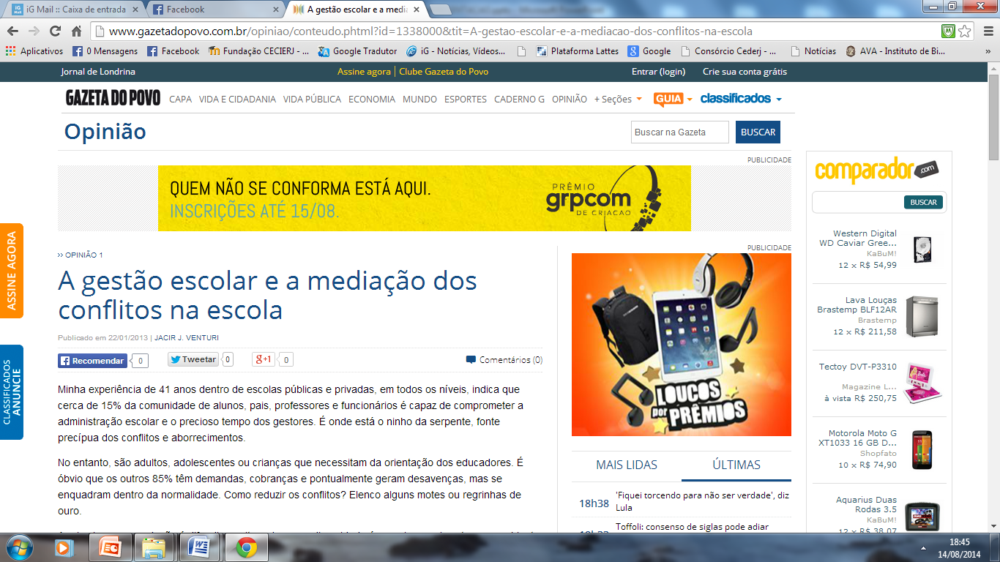 iG Mail :: Caixa de entrada
Facebook
A gestão escolar e a media
www.gazetadopovo.com.br/opiniao/conteudo.phtml?id=1338000&tit=A-gestao-escolar-e-a-mediacao-dos-conflitos-na-escola
Aplicativos
0 Mensagens
Facebook
Fundação CECIERJ - ...
Google Tradutor
iG - Notícias, Vídeos...
Plataforma Lattes
Google
Consórcio Cederj - ...
Notícias
AVA - Instituto de Bi...
»
Jornal de Londrina
Assine agora | Clube Gazeta do Povo
Entrar (login)
Crie sua conta grátis
GAZETA DO POVO
CAPA VIDA E CIDADANIA VIDA PÚBLICA ECONOMIA MUNDO ESPORTES CADERNO G OPINIÃO + Seções
GUIA
classificados
Opinião
Buscar na Gazeta
BUSCAR
PUBLICIDADE
QUEM NÃO SE CONFORMA ESTÁ AQUI.
INSCRIÇÕES ATÉ 15/08.
PRÊMIO
grpcom
DE CRIACAO
ASSINE AGORA
CLASSIFICADOS
ANUNCIE
›› OPINIÃO 1
A gestão escolar e a mediação dos
conflitos na escola
Publicado em 22/01/2013 | JACIR J. VENTURI
Recomendar 0
Tweetar 0
g+1 0
Comentários (0)
Minha experiência de 41 anos dentro de escolas públicas e privadas, em todos os níveis, indica que
cerca de 15% da comunidade de alunos, pais, professores e funcionários é capaz de comprometer a
administração escolar e o precioso tempo dos gestores. É onde está o ninho da serpente, fonte
precípua dos conflitos e aborrecimentos.
No entanto, são adultos, adolescentes ou crianças que necessitam da orientação dos educadores. É
óbvio que os outros 85% têm demandas, cobranças e pontualmente geram desavenças, mas se
enquadram dentro da normalidade. Como reduzir os conflitos? Elenco alguns motes ou regrinhas de
ouro.
PUBLICIDADE
LOUCOS
por PRÊMIOS
MAIS LIDAS
ÚLTIMAS
18h38
'Fiquei torcendo para não ser verdade', diz
Lula
Toffoli: consenso de siglas pode adiar
comparador.com
BUSCAR
Western Digital
WD Caviar Gree...
KaBuM!
12 x R$ 54,99
Lava Louças
Brastemp BLF12AR
Brastemp
12 x R$ 211,58
Tectoy DVT-P3310
Magazine L...
à vista R$ 250,75
Motorola Moto G
XT1033 16 GB D...
Shopfato
10 x R$ 74,90
Aquarius Duas
Rodas 3.5
KaBuM!
12 x R$ 38,07
18:45
14/08/2014